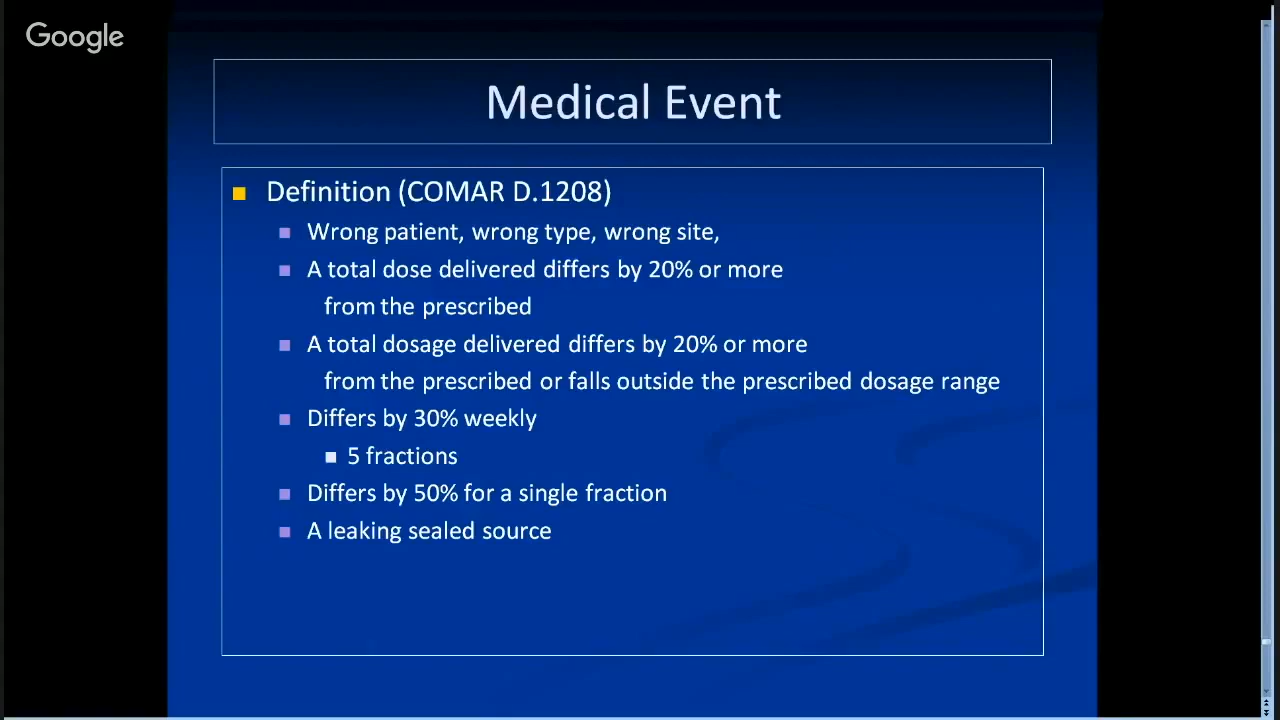 Google
Medical Event
Definition (COMAR D.1208)
Wrong patient, wrong type, wrong site,
A total dose delivered differs by 20% or more
from the prescribed
A total dosage delivered differs by 20% or more
from the prescribed or falls outside the prescribed dosage range
Differs by 30% weekly
5 fractions
Differs by 50% for a single fraction
A leaking sealed source